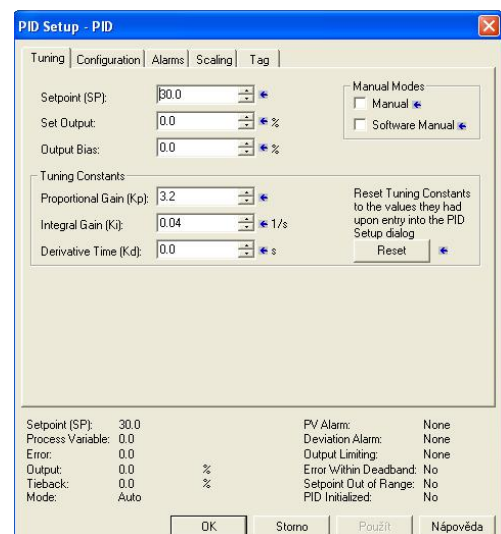 PID Setup - PID
Tuning Configuration Alarms Scaling Tag
Setpoint (SP): 30.0
Set Output: 0.0 %
Output Bias: 0.0 %
Manual Modes
Manual
Software Manual
Tuning Constants
Proportional Gain (Kp): 3.2
Integral Gain (Ki): 0.04 1/s
Derivative Time (Kd): 0.0 s
Reset Tuning Constants
to the values they had
upon entry into the PID
Setup dialog
Reset
Setpoint (SP): 30.0
Process Variable: 0.0
Error: 0.0
Output: 0.0 %
Tieback: 0.0 %
Mode: Auto
PV Alarm: None
Deviation Alarm: None
Output Limiting: None
Error Within Deadband: No
Setpoint Out of Range: No
PID Initialized: No
OK Storno Použít Nápověda